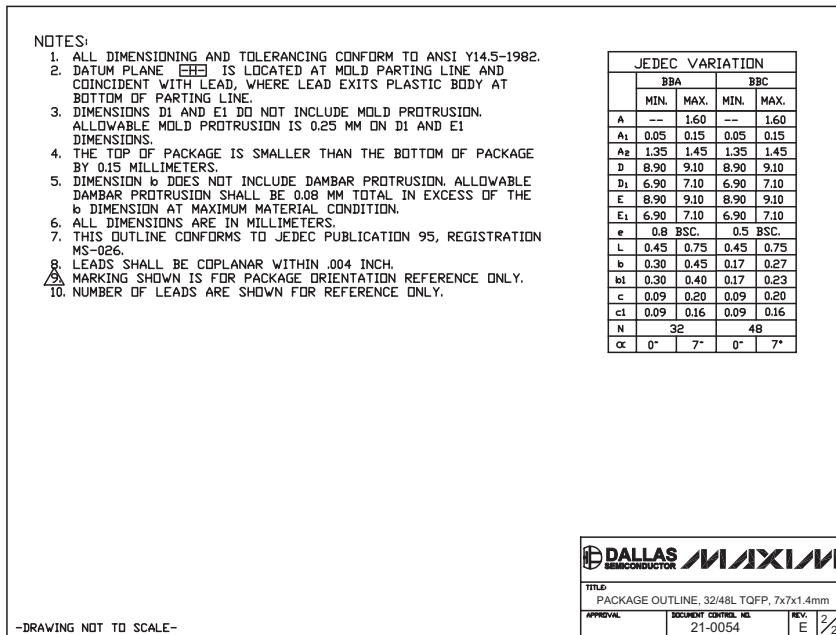 NOTES:
1. ALL DIMENSIONING AND TOLERANCING CONFORM TO ANSI Y14.5-1982.
2. DATUM PLANE -H- IS LOCATED AT MOLD PARTING LINE AND
COINCIDENT WITH LEAD, WHERE LEAD EXITS PLASTIC BODY AT
BOTTOM OF PARTING LINE.
3. DIMENSIONS D1 AND E1 DO NOT INCLUDE MOLD PROTRUSION.
ALLOWABLE MOLD PROTRUSION IS 0.25 MM ON D1 AND E1
DIMENSIONS.
4. THE TOP OF PACKAGE IS SMALLER THAN THE BOTTOM OF PACKAGE
BY 0.15 MILLIMETERS.
5. DIMENSION b DOES NOT INCLUDE DAMBAR PROTRUSION. ALLOWABLE
DAMBAR PROTRUSION SHALL BE 0.08 MM TOTAL IN EXCESS OF THE
b DIMENSION AT MAXIMUM MATERIAL CONDITION.
6. ALL DIMENSIONS ARE IN MILLIMETERS.
7. THIS OUTLINE CONFORMS TO JEDEC PUBLICATION 95, REGISTRATION
MS-026.
8. LEADS SHALL BE COPLANAR WITHIN .004 INCH.
9. MARKING SHOWN IS FOR PACKAGE ORIENTATION REFERENCE ONLY.
10. NUMBER OF LEADS ARE SHOWN FOR REFERENCE ONLY.
JEDEC VARIATION
BBA BBC
MIN. MAX. MIN. MAX.
A -- 1.60 -- 1.60
A1 0.05 0.15 0.05 0.15
A2 1.35 1.45 1.35 1.45
D 8.90 9.10 8.90 9.10
D1 6.90 7.10 6.90 7.10
E 8.90 9.10 8.90 9.10
E1 6.90 7.10 6.90 7.10
e 0.8 BSC. 0.5 BSC.
L 0.45 0.75 0.45 0.75
b 0.30 0.45 0.17 0.27
b1 0.30 0.40 0.17 0.23
c 0.09 0.20 0.09 0.20
c1 0.09 0.16 0.09 0.16
N 32 48
α 0° 7° 0° 7°
-DRAWING NOT TO SCALE-
DALLAS SEMICONDUCTOR MAXIM
TITLE:
PACKAGE OUTLINE, 32/48L TQFP, 7x7x1.4mm
APPROVAL DOCUMENT CONTROL NO. REV.
21-0054 E 2/2